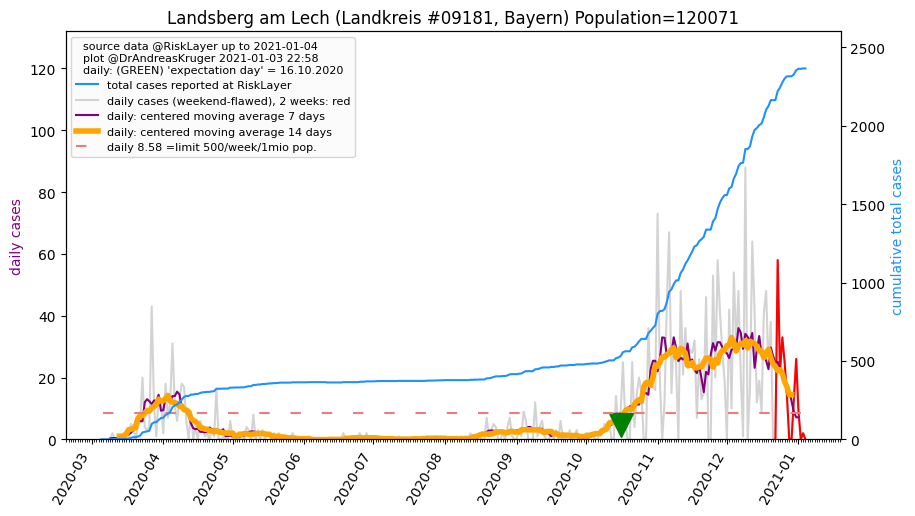 Landsberg am Lech (Landkreis #09181, Bayern) Population=120071
source data @RiskLayer up to 2021-01-04
plot @DrAndreasKruger 2021-01-03 22:58
daily: (GREEN) 'expectation day' = 16.10.2020
total cases reported at RiskLayer
daily cases (weekend-flawed), 2 weeks: red
daily: centered moving average 7 days
daily: centered moving average 14 days
daily 8.58 =limit 500/week/1mio pop.
daily cases
0
20
40
60
80
100
120
cumulative total cases
0
500
1000
1500
2000
2500
2020-03
2020-04
2020-05
2020-06
2020-07
2020-08
2020-09
2020-10
2020-11
2020-12
2021-01